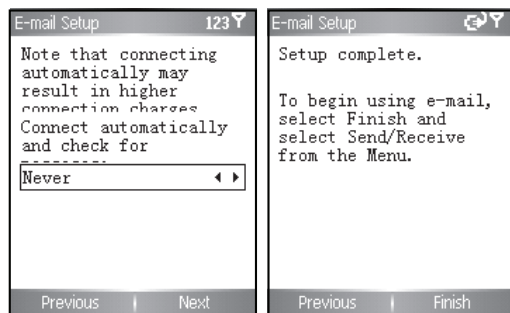 E-mail Setup 123
Note that connecting
automatically may
result in higher
connection charges
Connect automatically
and check for
Never
Previous Next
E-mail Setup
Setup complete.
To begin using e-mail,
select Finish and
select Send/Receive
from the Menu.
Previous Finish